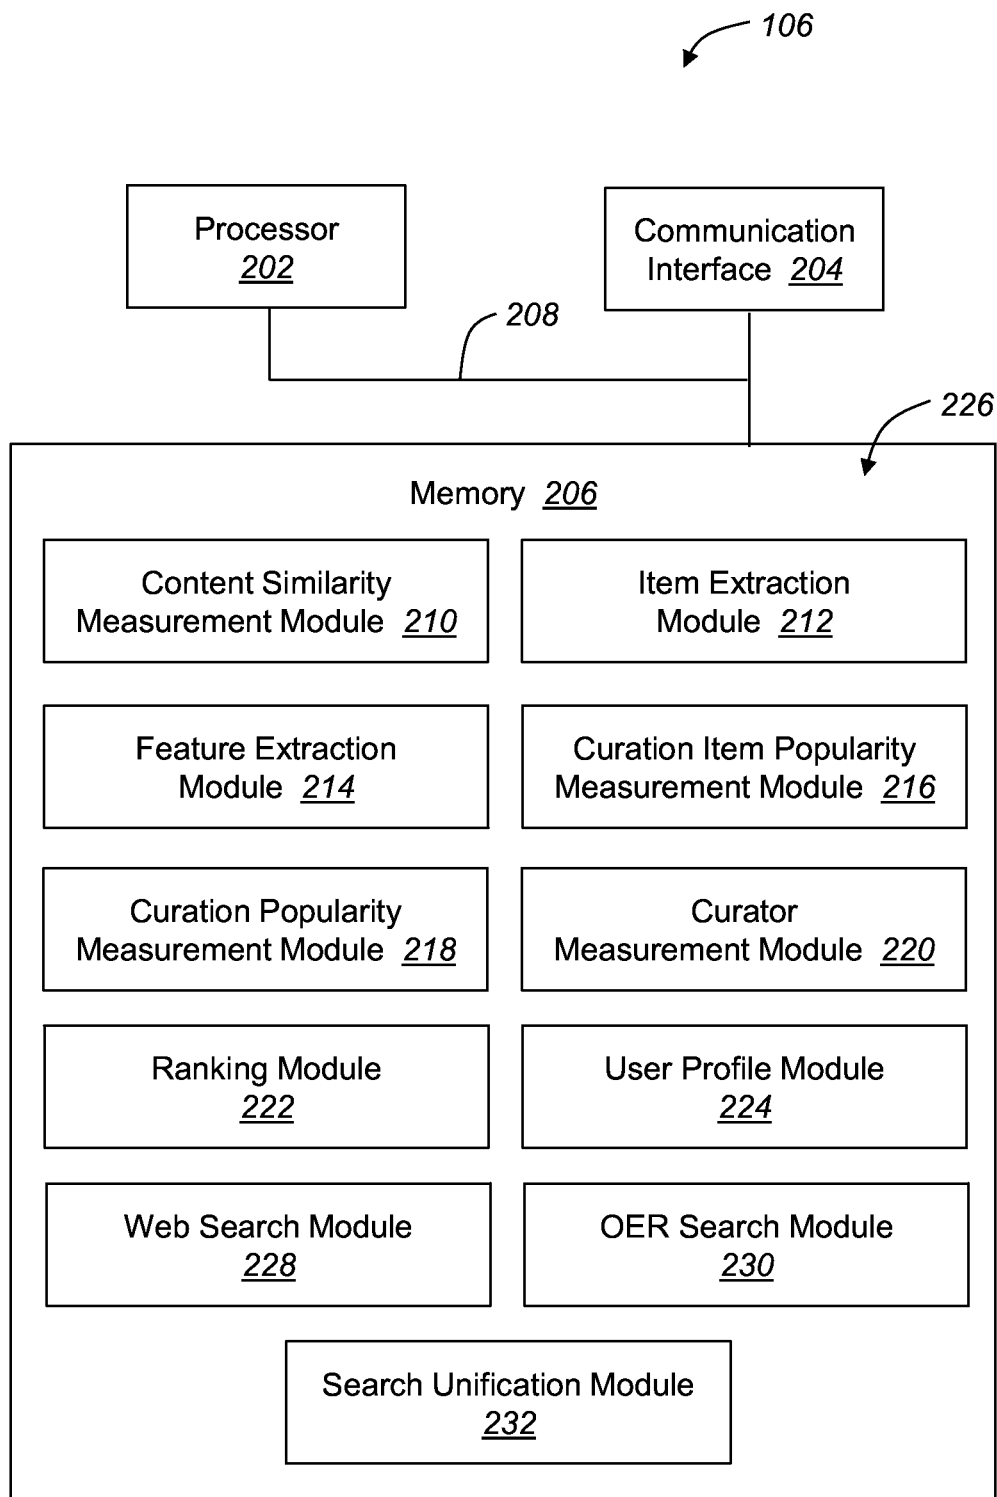 106
Processor
202
Communication
Interface 204
208
226
Memory 206
Content Similarity
Measurement Module 210
Item Extraction
Module 212
Feature Extraction
Module 214
Curation Item Popularity
Measurement Module 216
Curation Popularity
Measurement Module 218
Curator
Measurement Module 220
Ranking Module
222
User Profile Module
224
Web Search Module
228
OER Search Module
230
Search Unification Module
232